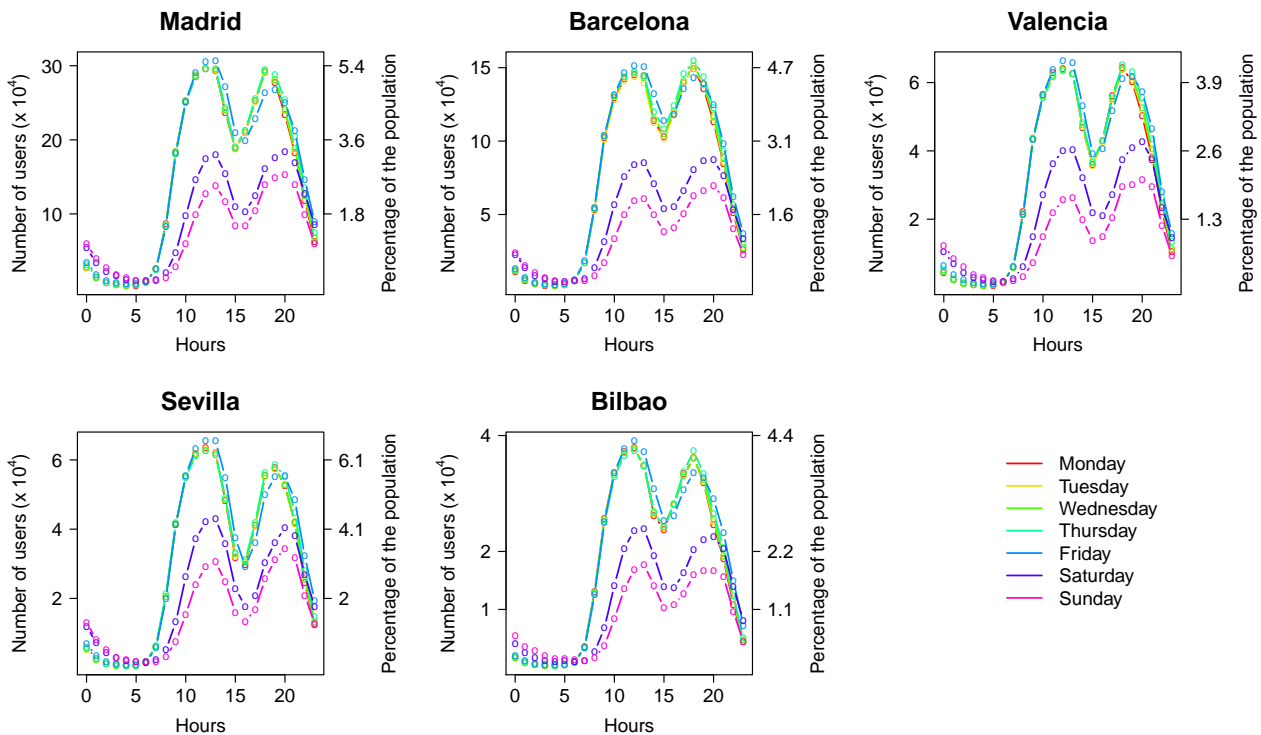 Madrid
Number of users (x 10⁴)
30
20
10
5.4
3.6
1.8
Percentage of the population
0 5 10 15 20
Hours
Barcelona
Number of users (x 10⁴)
15
10
5
4.7
3.1
1.6
Percentage of the population
0 5 10 15 20
Hours
Valencia
Number of users (x 10⁴)
6
4
2
3.9
2.6
1.3
Percentage of the population
0 5 10 15 20
Hours
Sevilla
Number of users (x 10⁴)
6
4
2
6.1
4.1
2
Percentage of the population
0 5 10 15 20
Hours
Bilbao
Number of users (x 10⁴)
4
2
1
4.4
2.2
1.1
Percentage of the population
0 5 10 15 20
Hours
Monday
Tuesday
Wednesday
Thursday
Friday
Saturday
Sunday